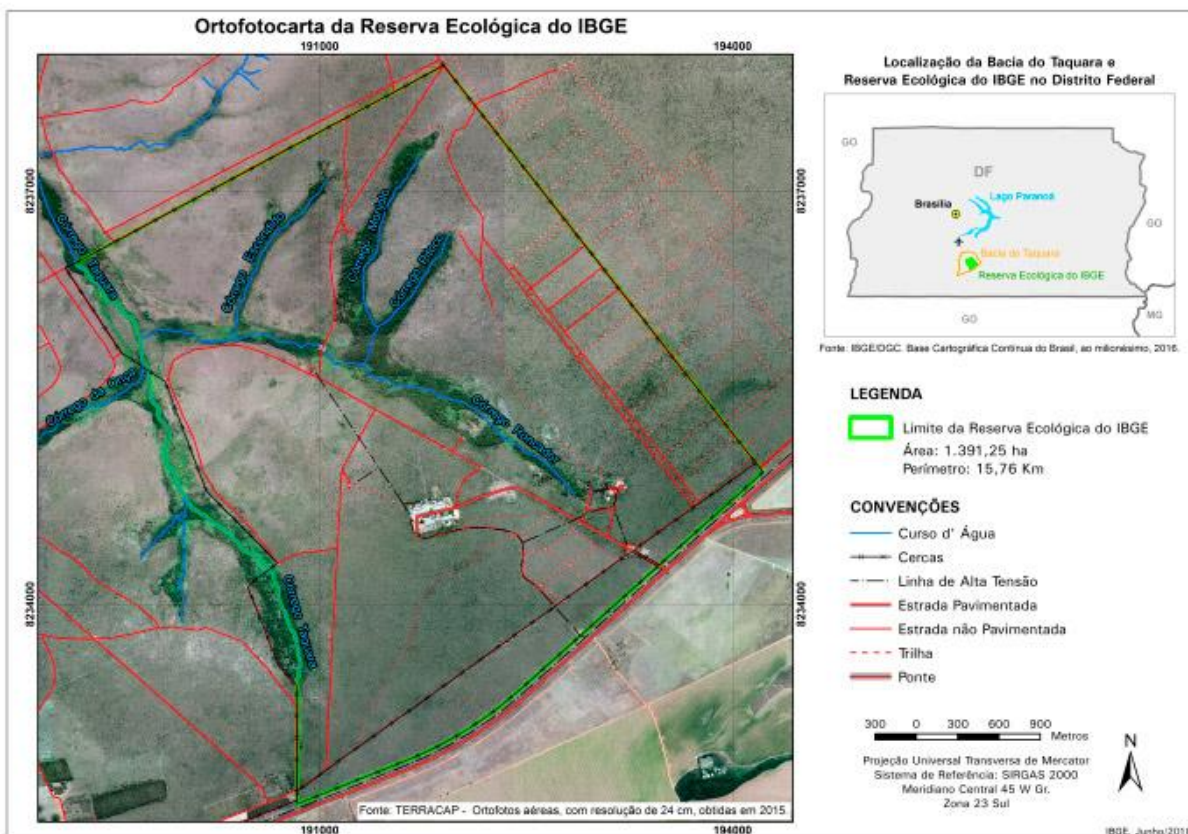 Ortofotocarta da Reserva Ecológica do IBGE
191000
194000
8237000
8237000
8234000
8234000
Córrego Taquara
Córrego Escondido
Córrego Monjolo
Córrego Pitoco
Córrego Roncador
Córrego da Onça
Córrego Taquara
Fonte: TERRACAP - Ortofotos aéreas, com resolução de 24 cm, obtidas em 2015
191000
194000
Localização da Bacia do Taquara e
Reserva Ecológica do IBGE no Distrito Federal
GO
DF
Lago Paranoá
Brasília
GO
Bacia do Taquara
Reserva Ecológica do IBGE
GO
MG
Fonte: IBGE/DGC. Base Cartográfica Contínua do Brasil, ao milionésimo, 2016.
LEGENDA
Limite da Reserva Ecológica do IBGE
Área: 1.391,25 ha
Perímetro: 15,76 Km
CONVENÇÕES
Curso d' Água
Cercas
Linha de Alta Tensão
Estrada Pavimentada
Estrada não Pavimentada
Trilha
Ponte
300 0 300 600 900
Metros
N
Projeção Universal Transversa de Mercator
Sistema de Referência: SIRGAS 2000
Meridiano Central 45 W Gr.
Zona 23 Sul